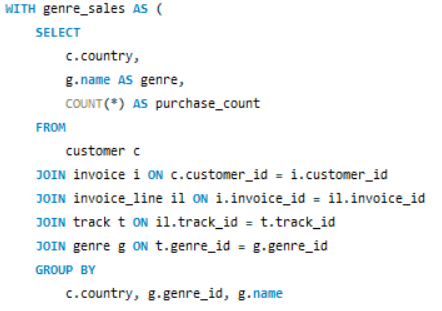 WITH genre_sales AS (
SELECT
c.country,
g.name AS genre,
COUNT(*) AS purchase_count
FROM
customer c
JOIN invoice i ON c.customer_id = i.customer_id
JOIN invoice_line il ON i.invoice_id = il.invoice_id
JOIN track t ON il.track_id = t.track_id
JOIN genre g ON t.genre_id = g.genre_id
GROUP BY
c.country, g.genre_id, g.name